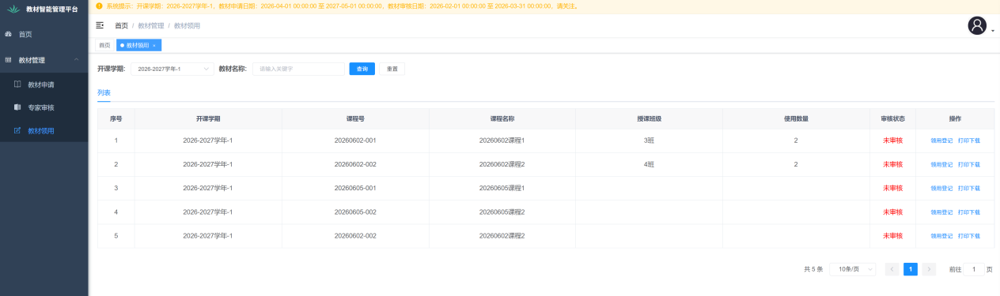 教材智能管理平台
系统提示：开课学期：2026-2027学年-1，教材申请日期：2026-04-01 00:00:00 至 2027-05-01 00:00:00，教材审核日期：2026-02-01 00:00:00 至 2026-03-31 00:00:00，请关注。
首页
教材管理
教材申请
专家审核
教材领用
首页 / 教材管理 / 教材领用
首页 教材领用 ×
开课学期: 2026-2027学年-1 教材名称: 请输入关键字 查询 重置
列表
序号 开课学期 课程号 课程名称 授课班级 使用数量 审核状态 操作
1 2026-2027学年-1 20260602-001 20260602课程1 3班 2 未审核 领用登记 打印下载
2 2026-2027学年-1 20260602-002 20260602课程2 4班 2 未审核 领用登记 打印下载
3 2026-2027学年-1 20260605-001 20260605课程1 未审核 领用登记 打印下载
4 2026-2027学年-1 20260605-002 20260605课程2 未审核 领用登记 打印下载
5 2026-2027学年-1 20260602-002 20260602课程2 未审核 领用登记 打印下载
共 5 条 10条/页 1 前往 1 页